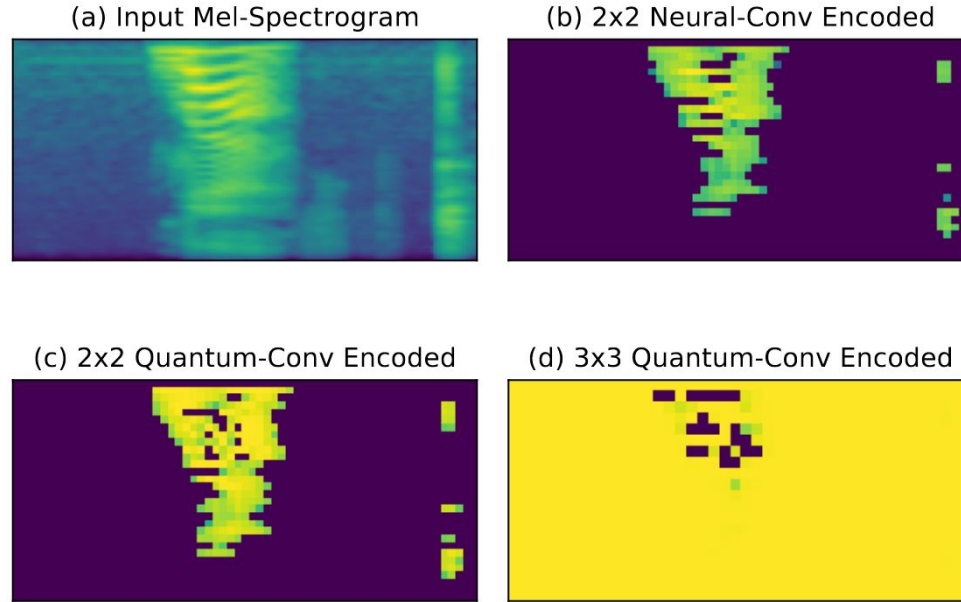 (a) Input Mel-Spectrogram
(b) 2x2 Neural-Conv Encoded
(c) 2x2 Quantum-Conv Encoded
(d) 3x3 Quantum-Conv Encoded